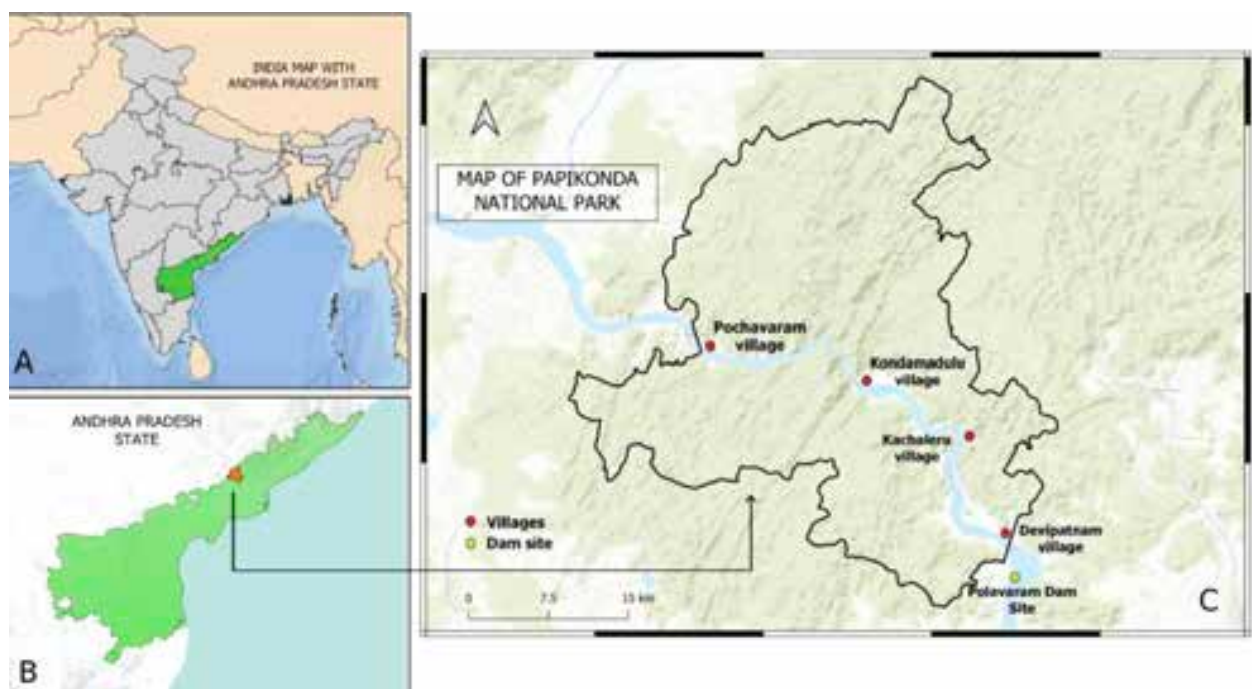 INDIA MAP WITH
ANDHRA PRADESH STATE
A
ANDHRA PRADESH
STATE
B
MAP OF PAPIKONDA
NATIONAL PARK
Pochavaram
village
Kondamadulu
village
Kachaleru
village
Devipatnam
village
Polavaram Dam
Site
Villages
Dam site
0 7.5 15 km
C